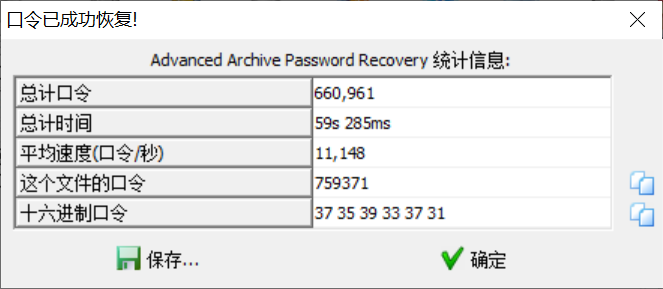 口令已成功恢复!
Advanced Archive Password Recovery 统计信息:
总计口令 660,961
总计时间 59s 285ms
平均速度(口令/秒) 11,148
这个文件的口令 759371
十六进制口令 37 35 39 33 37 31
保存... 确定